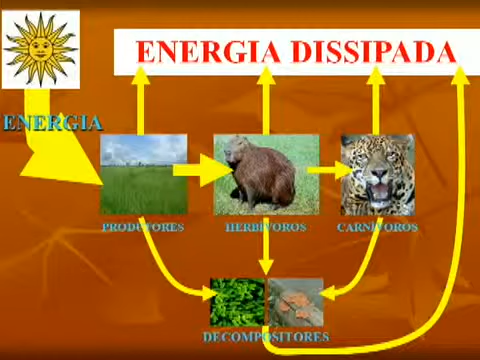 ENERGIA DISSIPADA
ENERGIA
PRODUTORES
HERBÍVOROS
CARNÍVOROS
DECOMPOSITORES